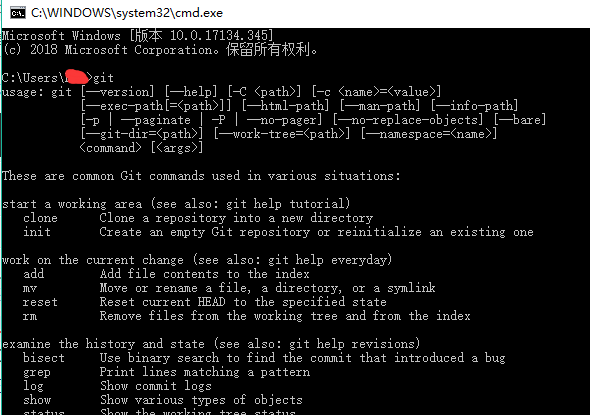 C:\WINDOWS\system32\cmd.exe
Microsoft Windows [版本 10.0.17134.345]
(c) 2018 Microsoft Corporation。保留所有权利。
C:\Users\>git
usage: git [--version] [--help] [-C <path>] [-c <name>=<value>]
[--exec-path[=<path>]] [--html-path] [--man-path] [--info-path]
[-p | --paginate | -P | --no-pager] [--no-replace-objects] [--bare]
[--git-dir=<path>] [--work-tree=<path>] [--namespace=<name>]
<command> [<args>]
These are common Git commands used in various situations:
start a working area (see also: git help tutorial)
clone Clone a repository into a new directory
init Create an empty Git repository or reinitialize an existing one
work on the current change (see also: git help everyday)
add Add file contents to the index
mv Move or rename a file, a directory, or a symlink
reset Reset current HEAD to the specified state
rm Remove files from the working tree and from the index
examine the history and state (see also: git help revisions)
bisect Use binary search to find the commit that introduced a bug
grep Print lines matching a pattern
log Show commit logs
show Show various types of objects
status Show the working tree status